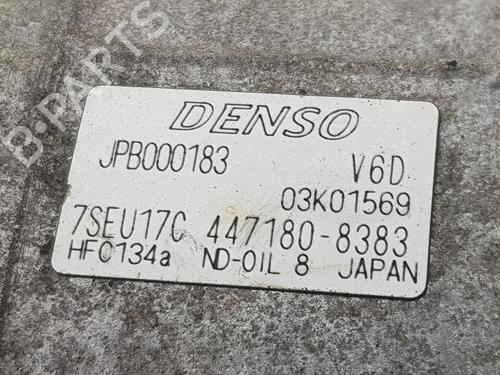 B-PARTS
DENSO
JPB000183 V6D
03K01569
7SEU17C 447180-8383
HFC134a ND-OIL 8 JAPAN